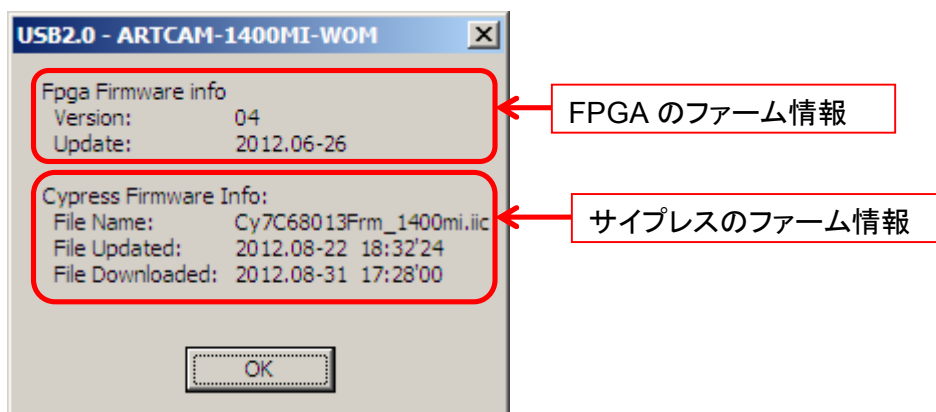 USB2.0 - ARTCAM-1400MI-WOM
Fpga Firmware info
Version: 04
Update: 2012.06-26
FPGA のファーム情報
Cypress Firmware Info:
File Name: Cy7C68013Frm_1400mi.iic
File Updated: 2012.08-22 18:32'24
File Downloaded: 2012.08-31 17:28'00
サイプレスのファーム情報
OK